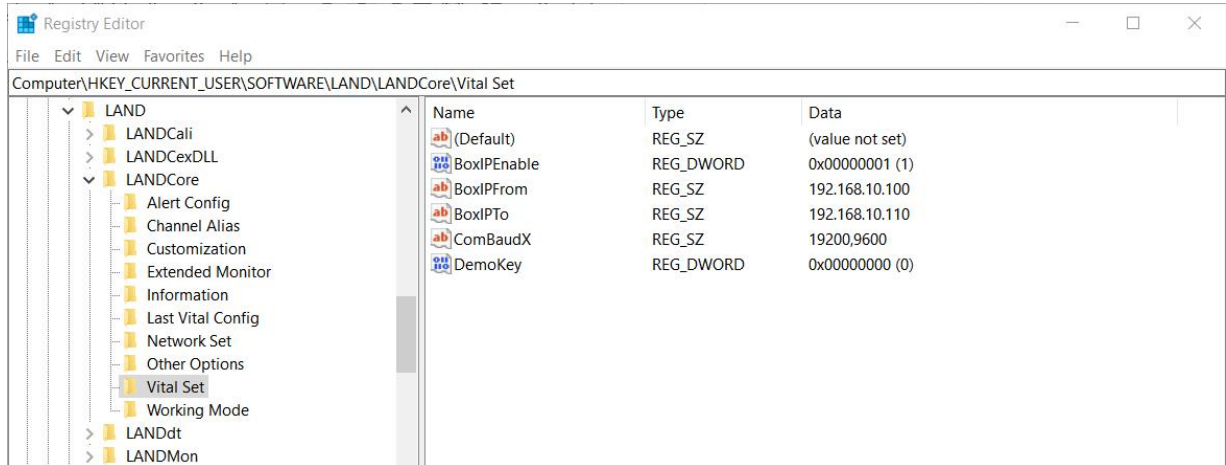 Registry Editor
File Edit View Favorites Help
Computer\HKEY_CURRENT_USER\SOFTWARE\LAND\LANDCore\Vital Set
LAND
LANDCali
LANDCexDLL
LANDCore
Alert Config
Channel Alias
Customization
Extended Monitor
Information
Last Vital Config
Network Set
Other Options
Vital Set
Working Mode
LANDdt
LANDMon
Name Type Data
(Default) REG_SZ (value not set)
BoxIPEnable REG_DWORD 0x00000001 (1)
BoxIPFrom REG_SZ 192.168.10.100
BoxIPTo REG_SZ 192.168.10.110
ComBaudX REG_SZ 19200,9600
DemoKey REG_DWORD 0x00000000 (0)